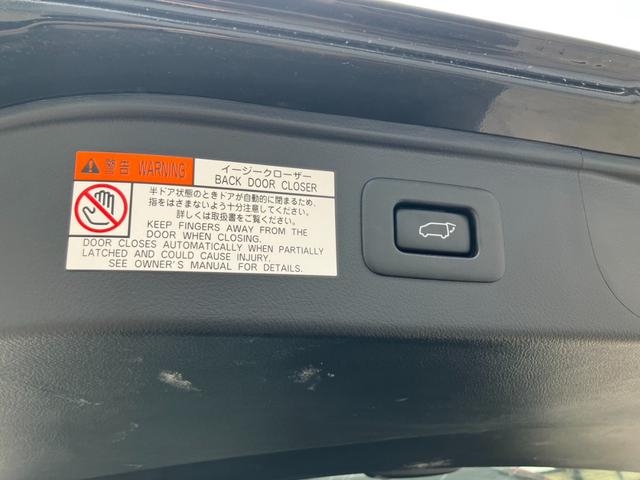 警告 WARNING
イージークローザー
BACK DOOR CLOSER
半ドア状態のときドアが自動的に閉まるため、
指をはさまないよう十分注意してください。
詳しくは取扱書をご覧ください。
KEEP FINGERS AWAY FROM THE
DOOR WHEN CLOSING.
DOOR CLOSES AUTOMATICALLY WHEN PARTIALLY
LATCHED AND COULD CAUSE INJURY.
SEE OWNER'S MANUAL FOR DETAILS.